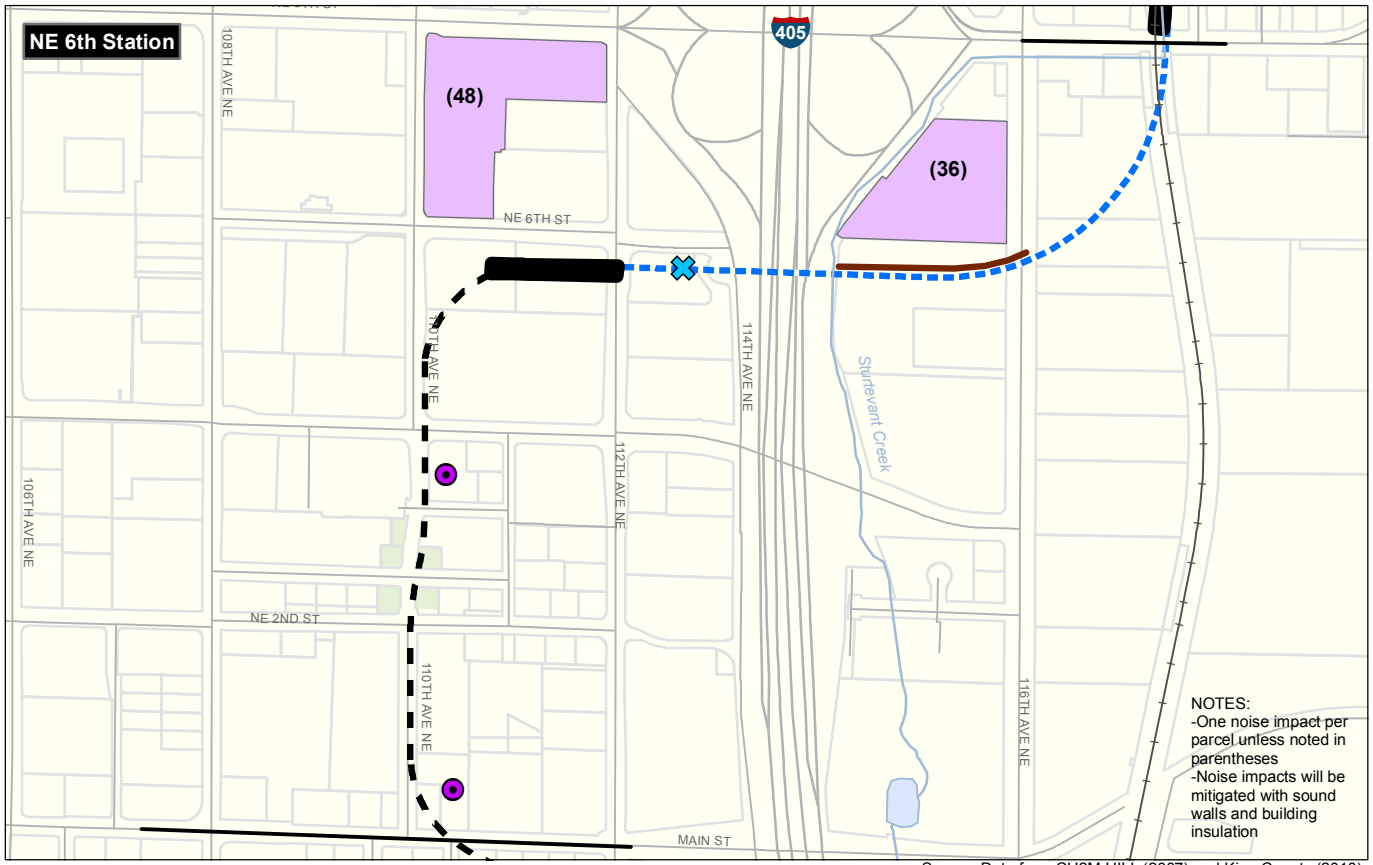 NE 6th Station
405
108TH AVE NE
(48)
(36)
NE 6TH ST
110TH AVE NE
114TH AVE NE
Sturtevant Creek
112TH AVE NE
106TH AVE NE
NE 2ND ST
110TH AVE NE
116TH AVE NE
NOTES:
-One noise impact per
parcel unless noted in
parentheses
-Noise impacts will be
mitigated with sound
walls and building
insulation
MAIN ST